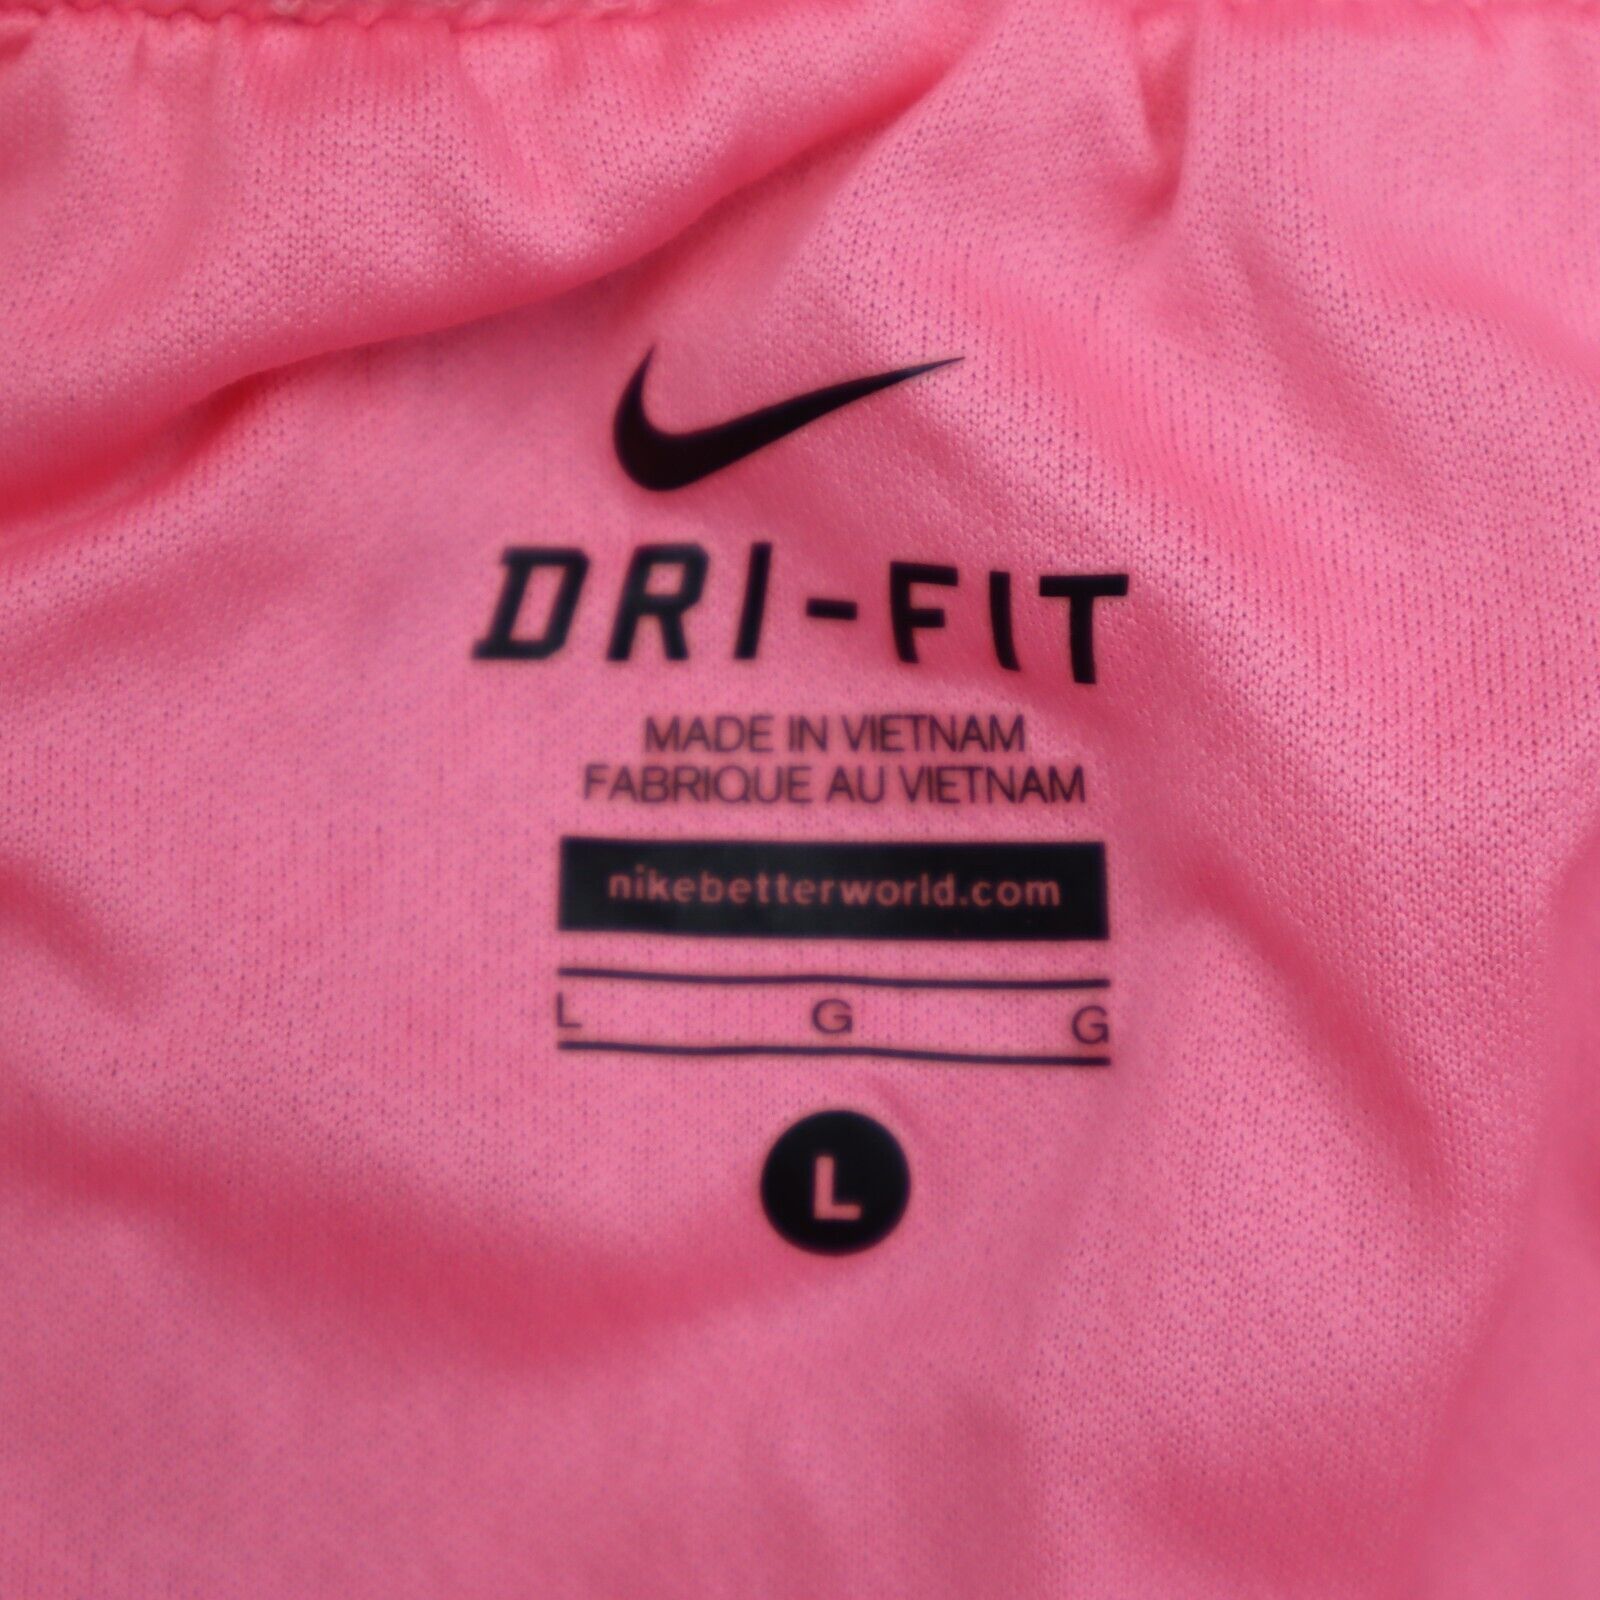 DRI-FIT
MADE IN VIETNAM
FABRIQUE AU VIETNAM
nikebetterworld.com
L G G
L